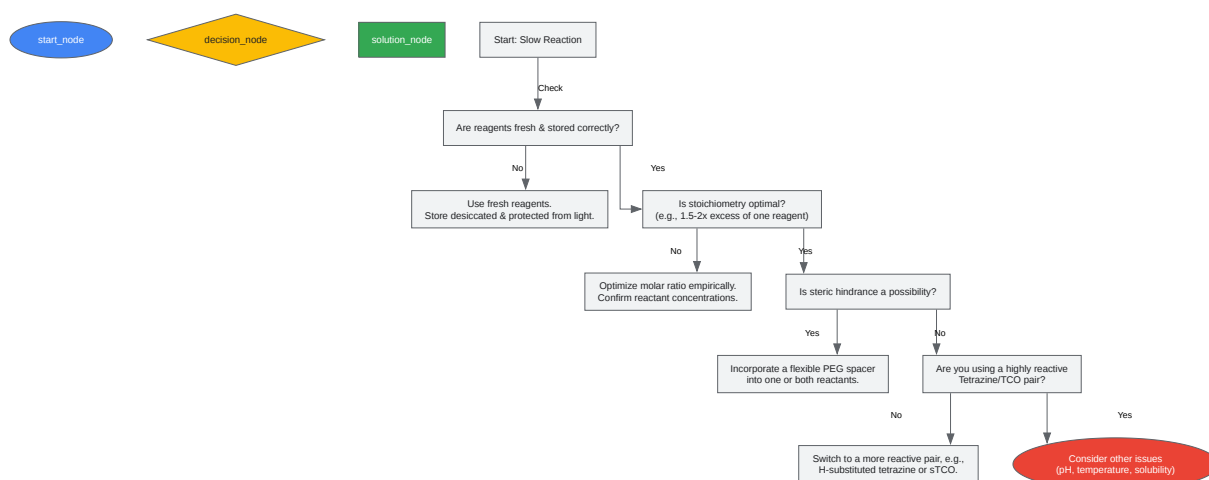 start_node
decision_node
solution_node
Start: Slow Reaction
Check
Are reagents fresh & stored correctly?
No
Yes
Use fresh reagents.
Store desiccated & protected from light.
Is stoichiometry optimal?
(e.g., 1.5-2x excess of one reagent)
No
Yes
Optimize molar ratio empirically.
Confirm reactant concentrations.
Is steric hindrance a possibility?
Yes
No
Incorporate a flexible PEG spacer
into one or both reactants.
Are you using a highly reactive
Tetrazine/TCO pair?
No
Yes
Switch to a more reactive pair, e.g.,
H-substituted tetrazine or sTCO.
Consider other issues
(pH, temperature, solubility)